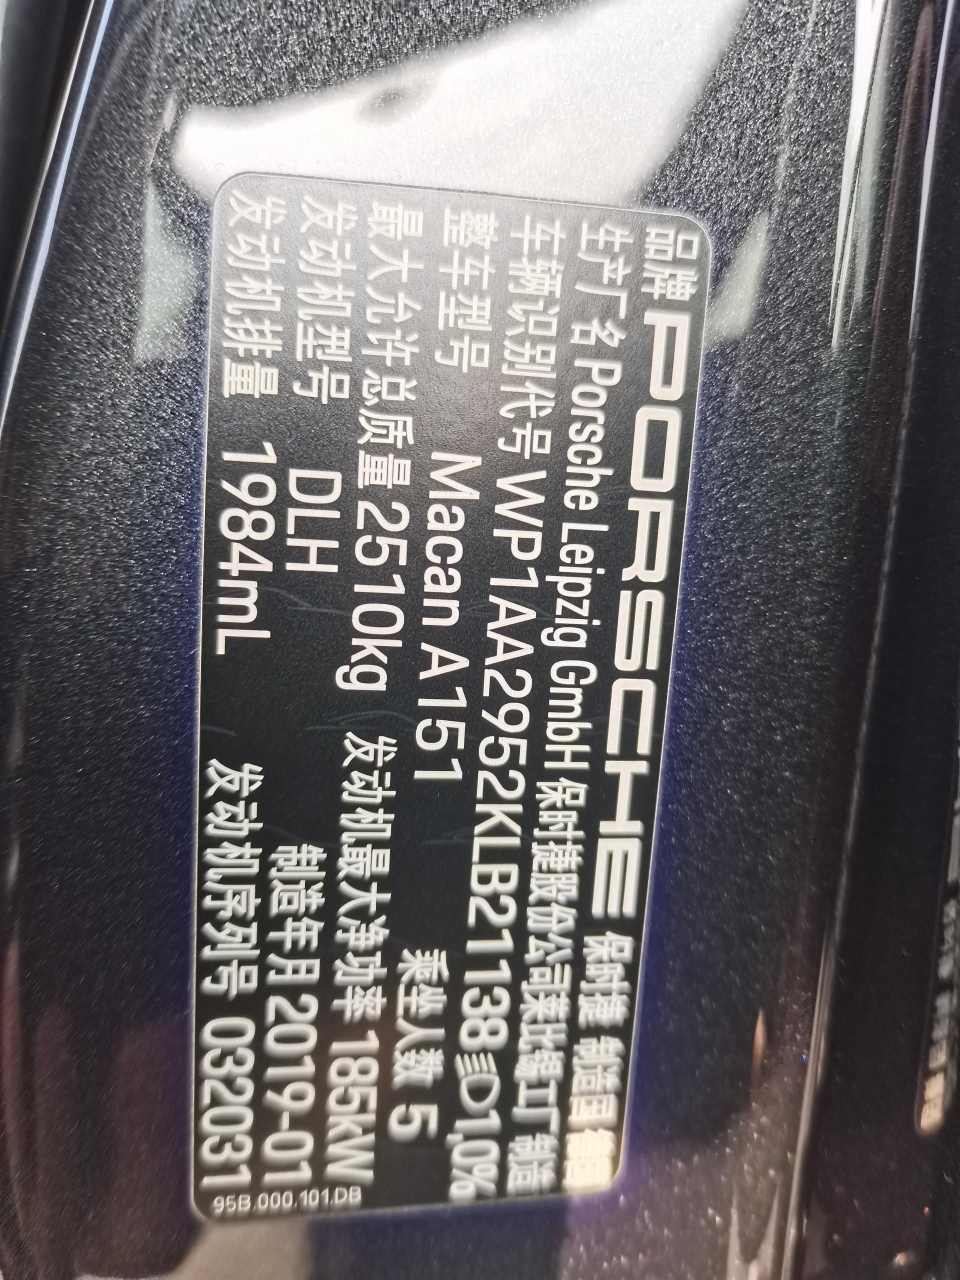 品牌 PORSCHE 保时捷 制造国 德国
生产厂名 Porsche Leipzig GmbH 保时捷股份公司莱比锡工厂制造
车辆识别代号 WP1AA2952KLB21138 1,0%
整车型号 Macan A151 乘坐人数 5
最大允许总质量 2510kg 发动机最大净功率 185kW
发动机型号 DLH 制造年月 2019-01
发动机排量 1984mL 发动机序列号 032031
95B.000.101.DB